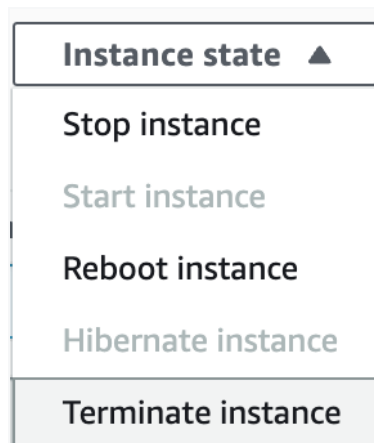 Instance state ▲
Stop instance
Start instance
Reboot instance
Hibernate instance
Terminate instance